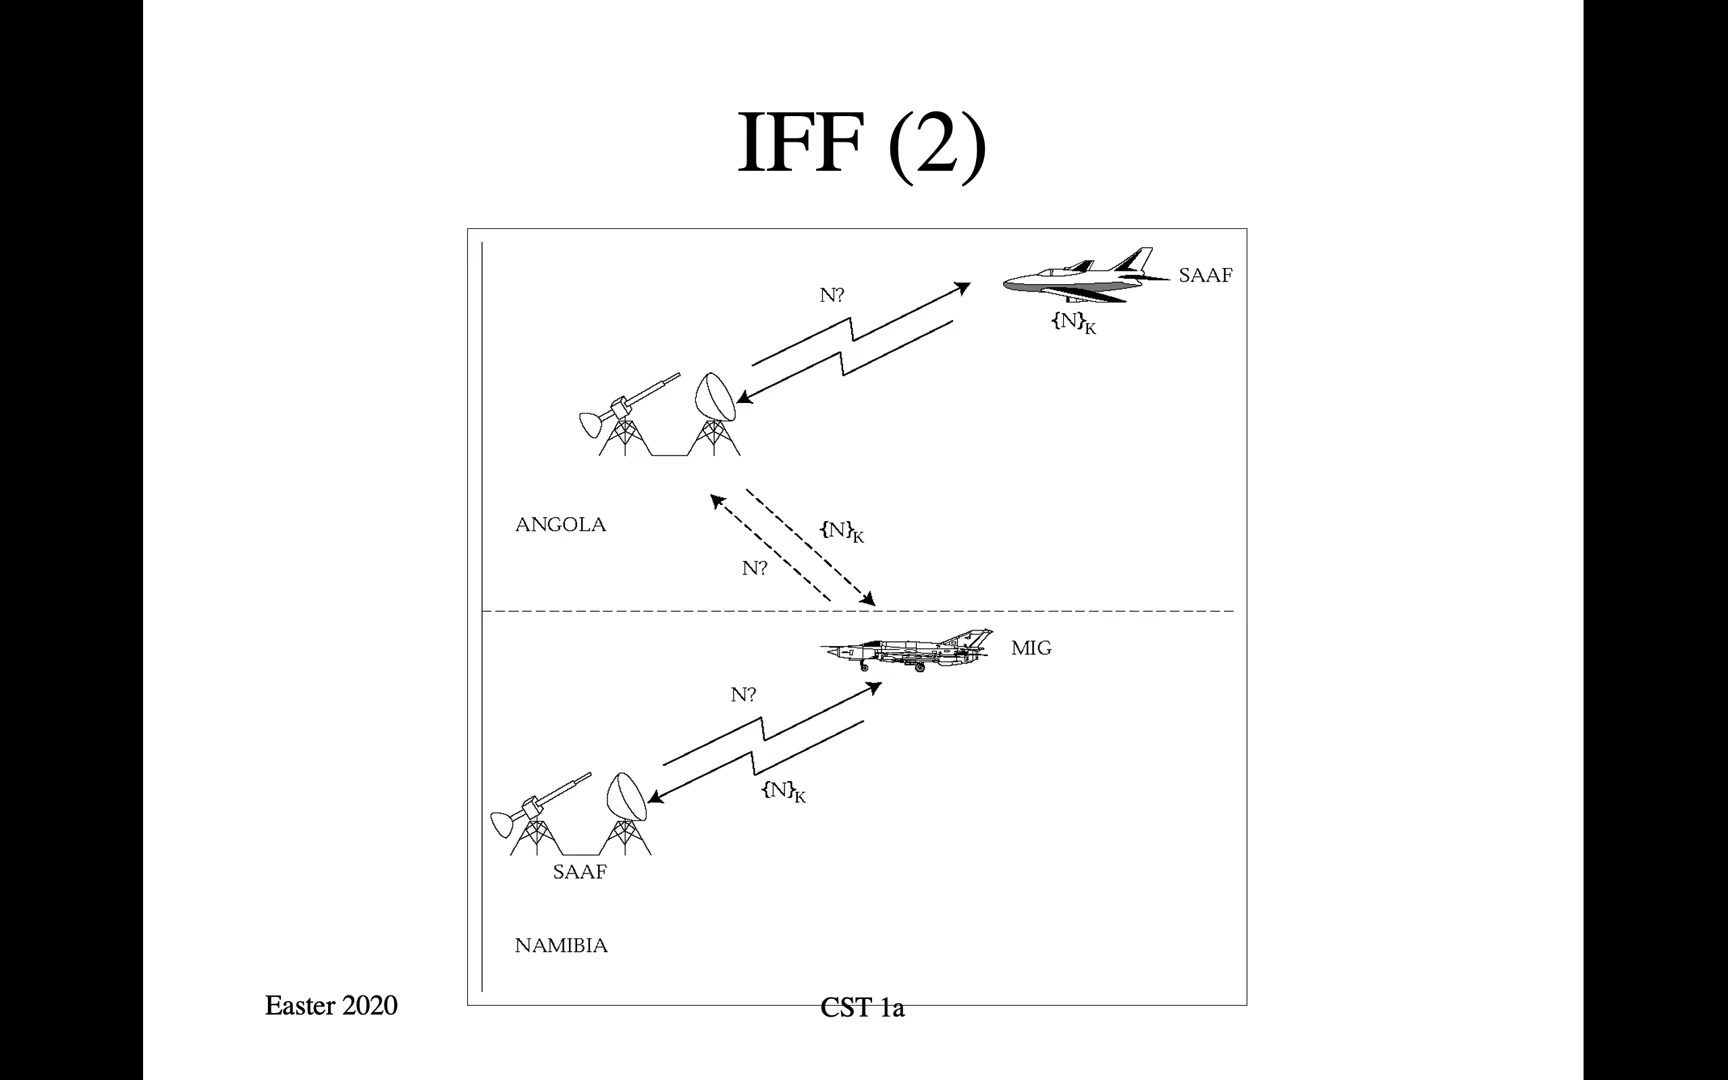 IFF (2)
SAAF
N?
{N}K
ANGOLA
{N}K
N?
MIG
N?
{N}K
SAAF
NAMIBIA
Easter 2020
CST 1a